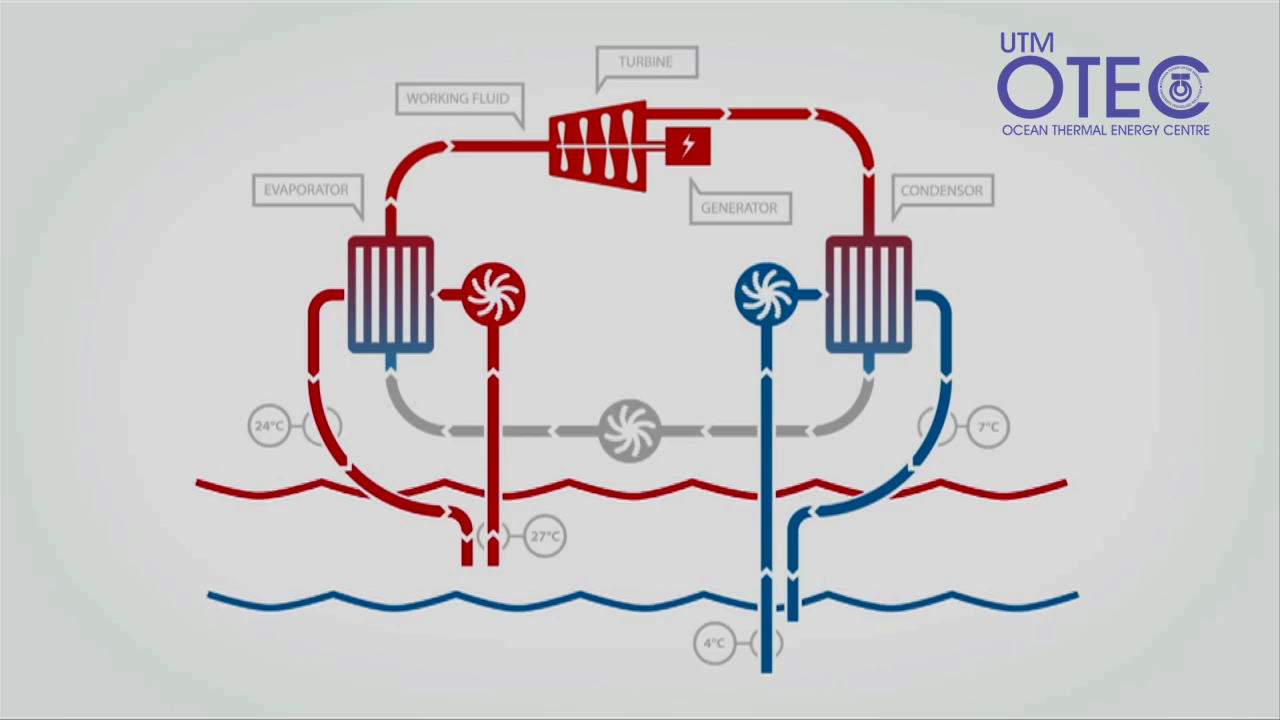 UTM
OTEC
OCEAN THERMAL ENERGY CENTRE
TURBINE
WORKING FLUID
EVAPORATOR
GENERATOR
CONDENSOR
24°C
7°C
27°C
4°C